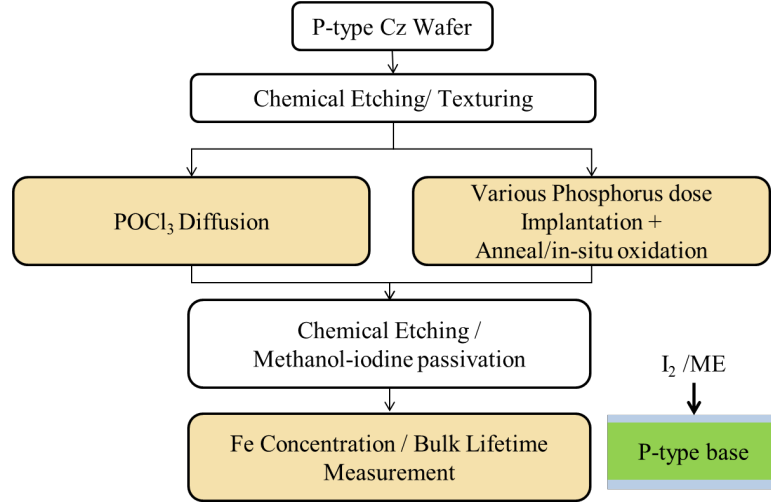 P-type Cz Wafer
Chemical Etching/ Texturing
POCl₃ Diffusion
Various Phosphorus dose
Implantation +
Anneal/in-situ oxidation
Chemical Etching /
Methanol-iodine passivation
I₂ /ME
Fe Concentration / Bulk Lifetime
Measurement
P-type base